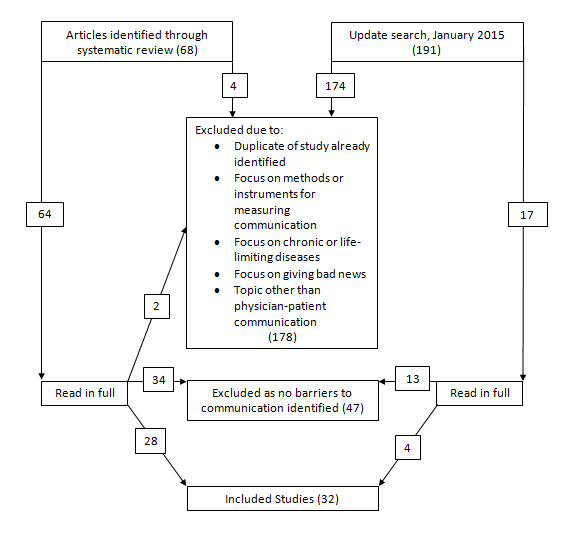 Articles identified through
systematic review (68)
Update search, January 2015
(191)
4
174
Excluded due to:
• Duplicate of study already
identified
• Focus on methods or
instruments for
measuring
communication
• Focus on chronic or life-
limiting diseases
• Focus on giving bad news
• Topic other than
physician-patient
communication
(178)
64
17
2
Read in full
34
Excluded as no barriers to
communication identified (47)
13
Read in full
28
4
Included Studies (32)